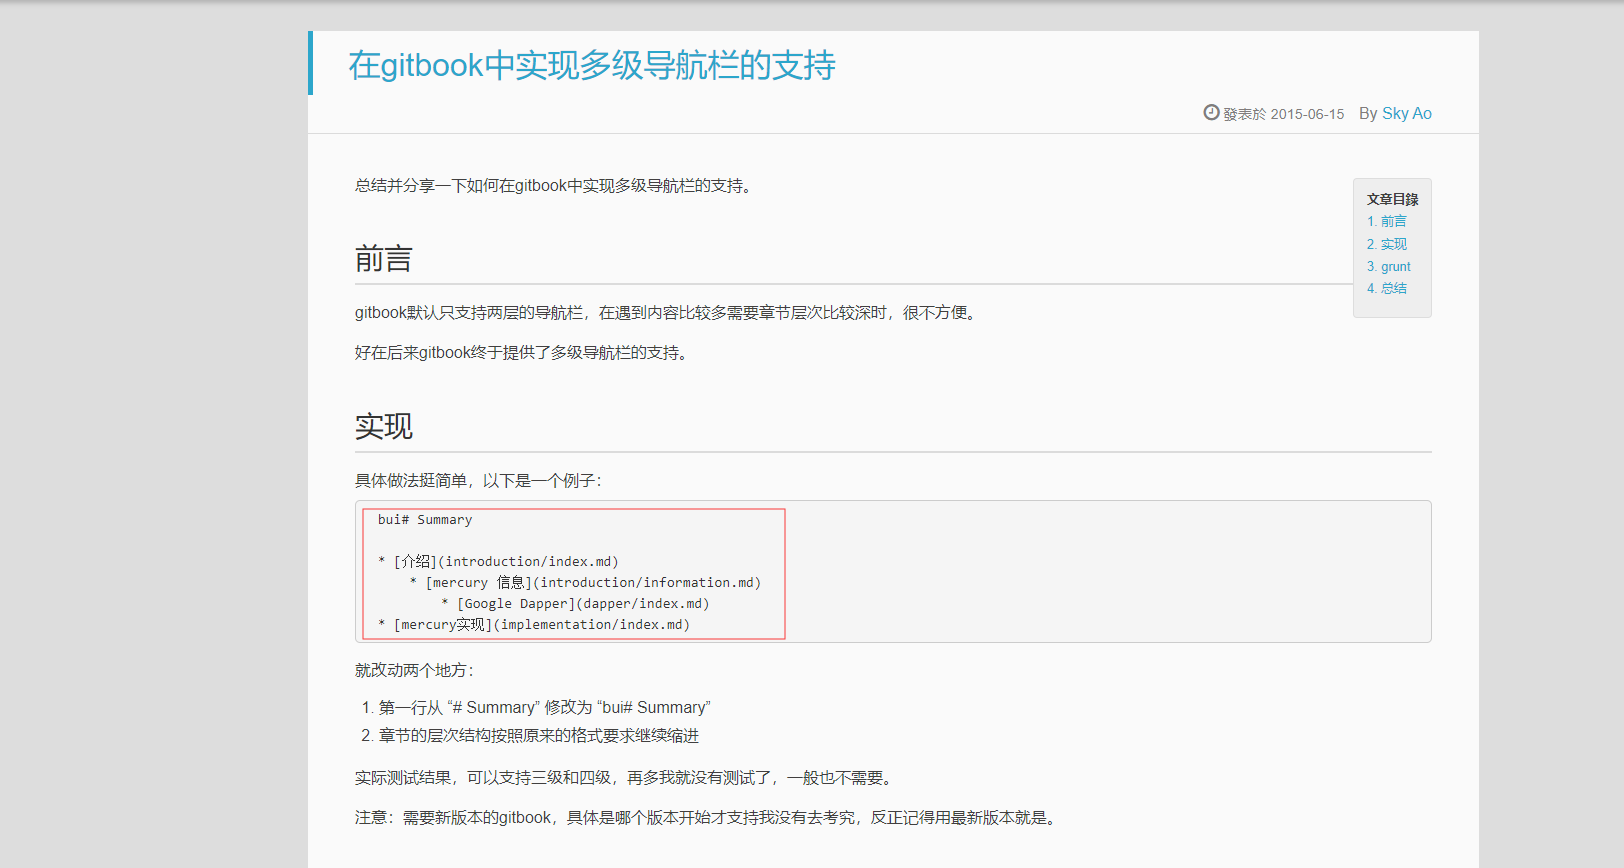 在gitbook中实现多级导航栏的支持
發表於 2015-06-15 By Sky Ao
总结并分享一下如何在gitbook中实现多级导航栏的支持。
文章目錄
1. 前言
2. 实现
3. grunt
4. 总结
前言
gitbook默认只支持两层的导航栏，在遇到内容比较多需要章节层次比较深时，很不方便。
好在后来gitbook终于提供了多级导航栏的支持。
实现
具体做法挺简单，以下是一个例子：
bui# Summary
* [介绍](introduction/index.md)
    * [mercury 信息](introduction/information.md)
        * [Google Dapper](dapper/index.md)
* [mercury实现](implementation/index.md)
就改动两个地方：
1. 第一行从 “# Summary” 修改为 “bui# Summary”
2. 章节的层次结构按照原来的格式要求继续缩进
实际测试结果，可以支持三级和四级，再多我就没有测试了，一般也不需要。
注意：需要新版本的gitbook，具体是哪个版本开始才支持我没有去考究，反正记得用最新版本就是。